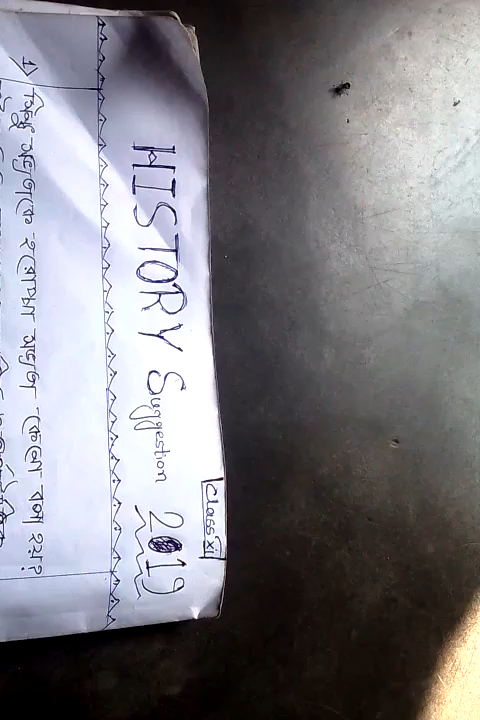 Class XI
HISTORY Suggestion 2019
1) সিন্ধু সভ্যতাকে হরপ্পা সভ্যতা কেন বলা হয়?